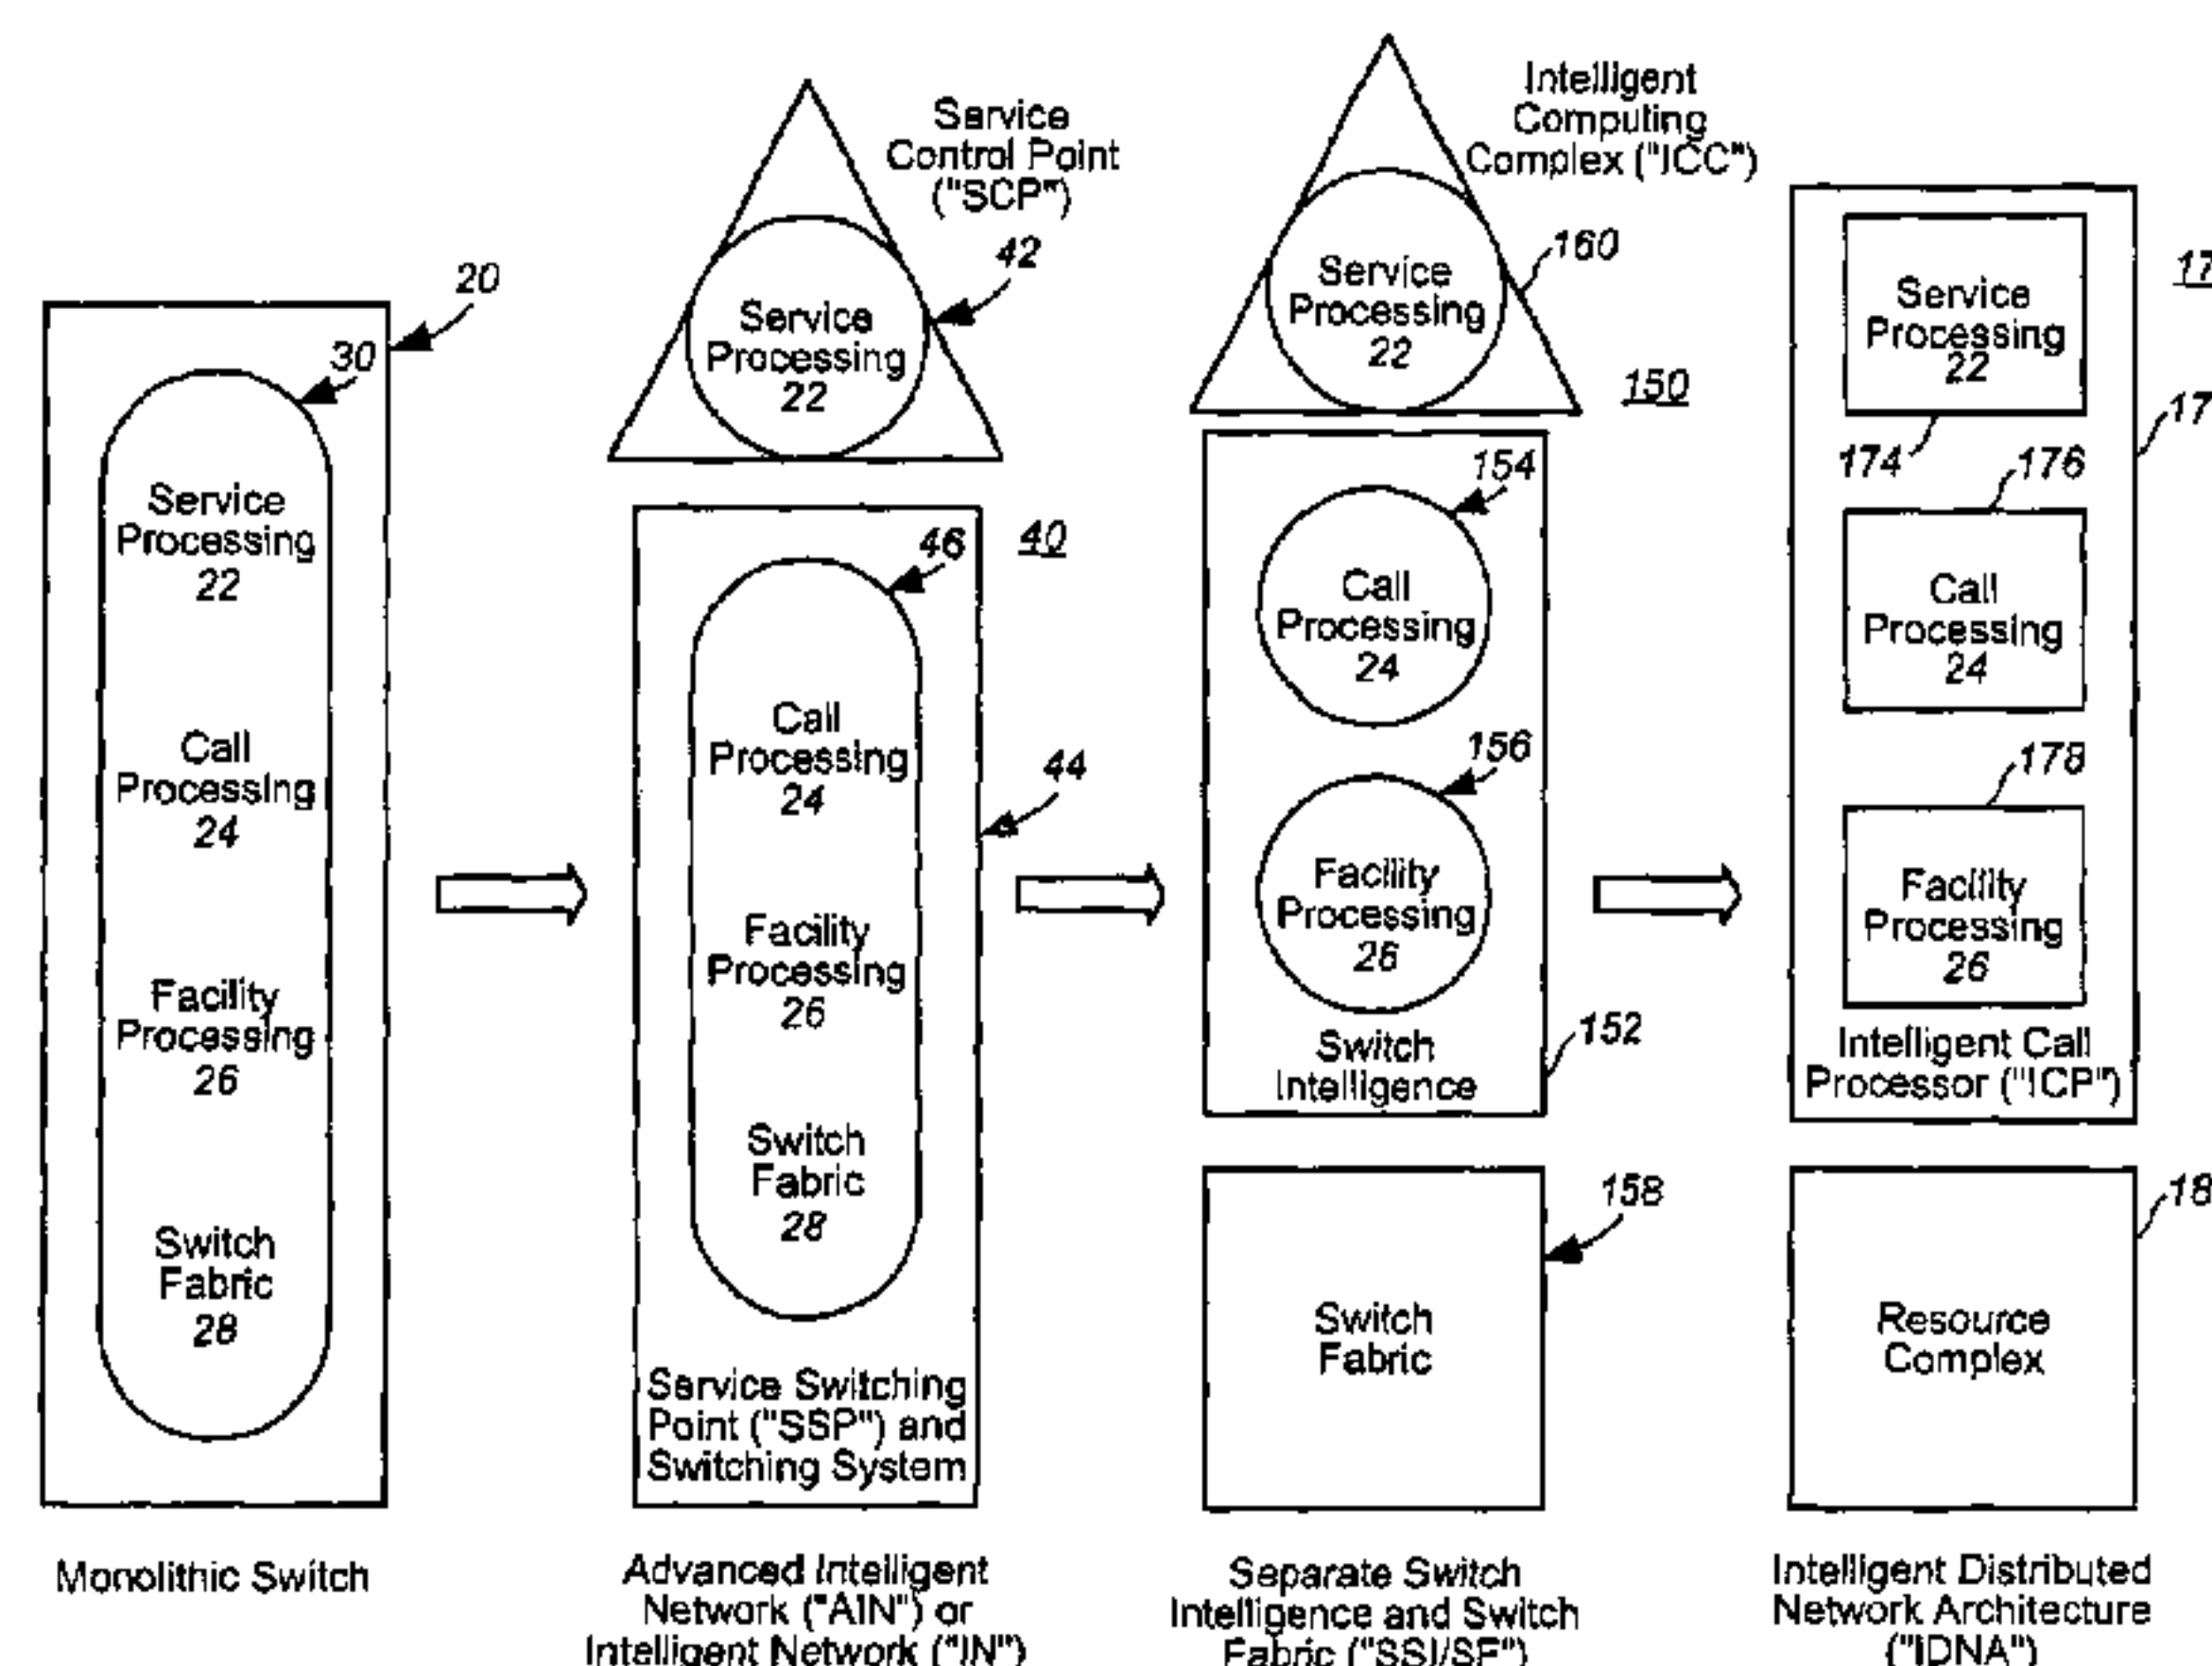 20
30
Service
Processing
22
Call
Processing
24
Facility
Processing
26
Switch
Fabric
28
Monolithic Switch
Service
Control Point
("SCP")
42
Service
Processing
22
40
46
Call
Processing
24
44
Facility
Processing
26
Switch
Fabric
28
Service Switching
Point ("SSP") and
Switching System
Advanced Intelligent
Network ("AIN") or
Intelligent Network ("IN")
Intelligent
Computing
Complex ("ICC")
160
Service
Processing
22
150
154
Call
Processing
24
156
Facility
Processing
26
Switch
Intelligence
152
158
Switch
Fabric
Separate Switch
Intelligence and Switch
Fabric ("SSI/SF")
Service
Processing
22
17
17
174
176
Call
Processing
24
178
Facility
Processing
26
Intelligent Call
Processor ("ICP")
18
Resource
Complex
Intelligent Distributed
Network Architecture
("IDNA")